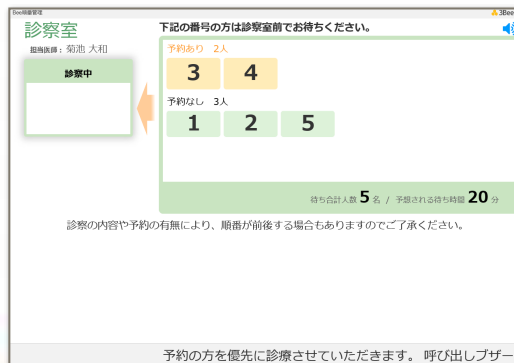 Bee順番管理
3Bee
診察室
担当医師： 菊池 大和
診察中
下記の番号の方は診察室前でお待ちください。
予約あり 2人
3 4
予約なし 3人
1 2 5
待ち合計人数 5 名 / 予想される待ち時間 20 分
診察の内容や予約の有無により、順番が前後する場合もありますのでご了承ください。
予約の方を優先に診療させていただきます。 呼び出しブザー